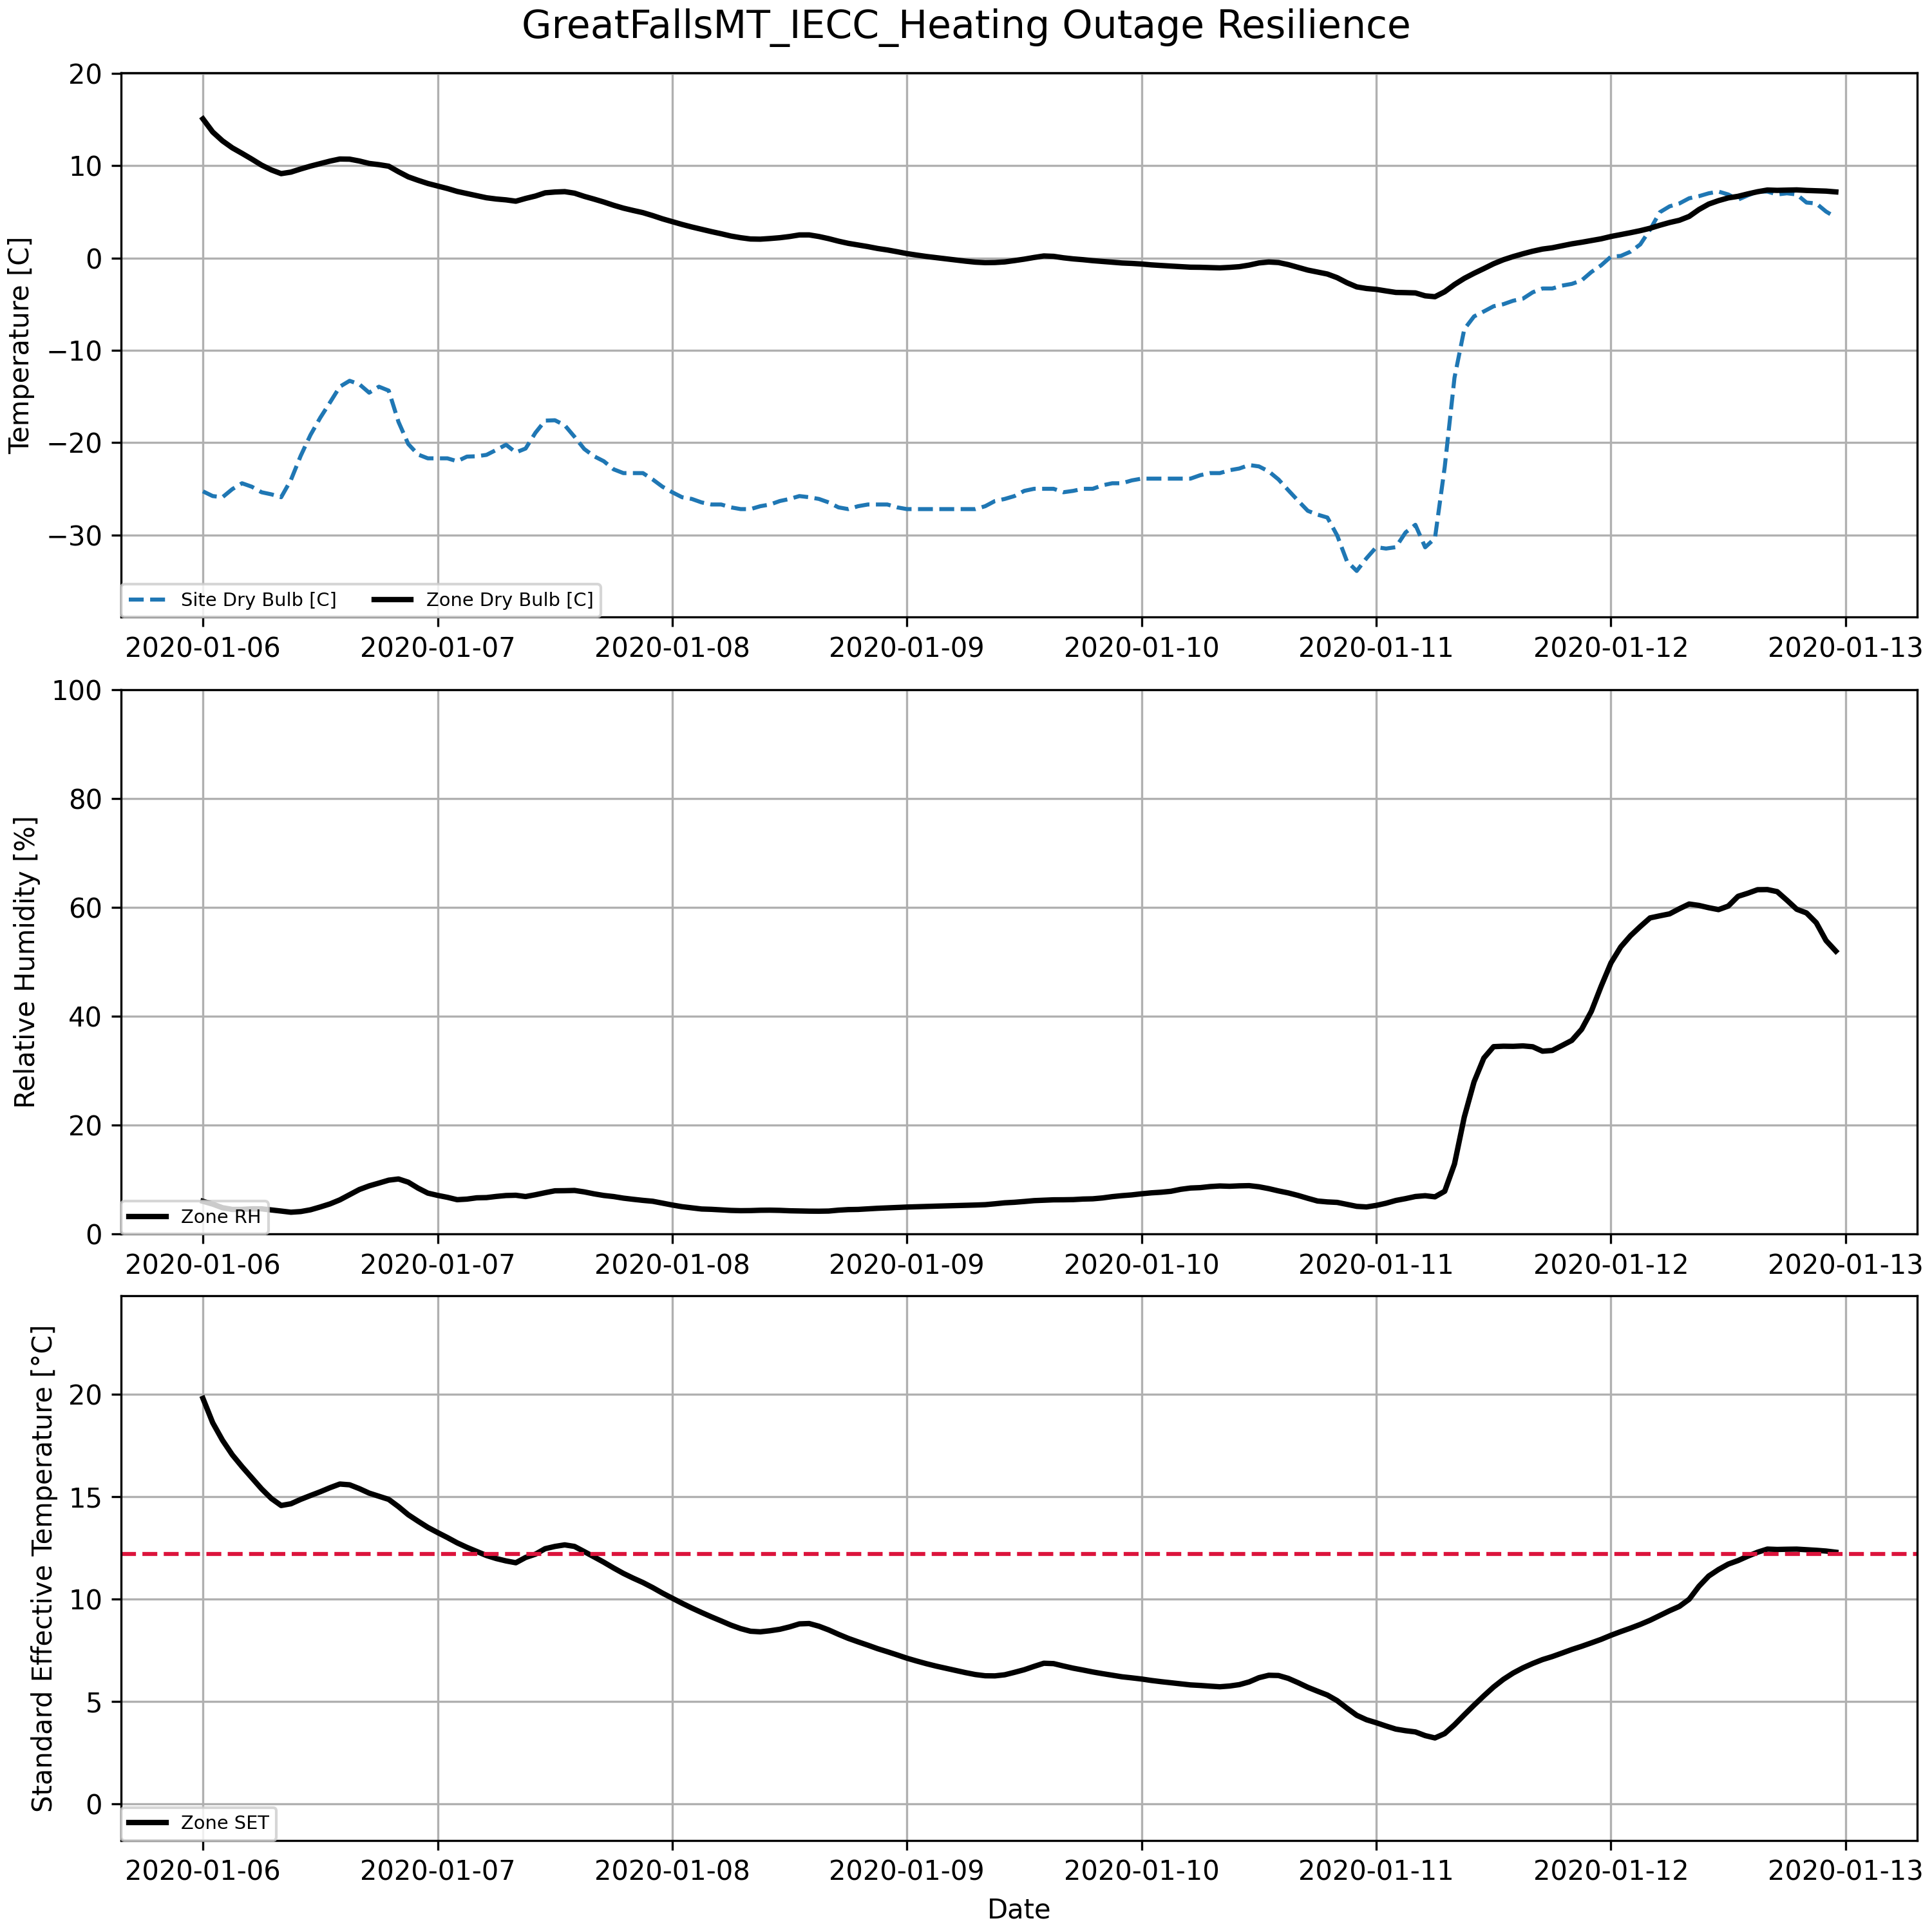 GreatFallsMT_IECC_Heating Outage Resilience
20
10
0
−10
−20
−30
Temperature [C]
Site Dry Bulb [C] Zone Dry Bulb [C]
2020-01-06 2020-01-07 2020-01-08 2020-01-09 2020-01-10 2020-01-11 2020-01-12 2020-01-13
100
80
60
40
20
0
Relative Humidity [%]
Zone RH
2020-01-06 2020-01-07 2020-01-08 2020-01-09 2020-01-10 2020-01-11 2020-01-12 2020-01-13
20
15
10
5
0
Standard Effective Temperature [°C]
Zone SET
2020-01-06 2020-01-07 2020-01-08 2020-01-09 2020-01-10 2020-01-11 2020-01-12 2020-01-13
Date